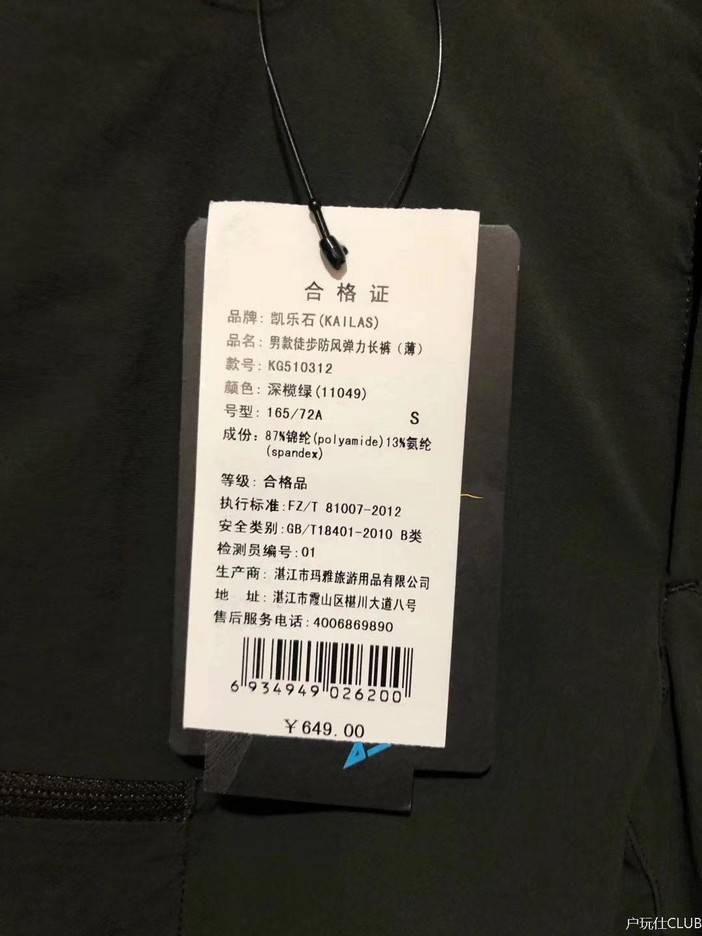 合格证
品牌: 凯乐石(KAILAS)
品名: 男款徒步防风弹力长裤（薄）
款号: KG510312
颜色: 深榄绿(11049)
号型: 165/72A S
成份: 87%锦纶(polyamide)13%氨纶
(spandex)
等级: 合格品
执行标准:FZ/T 81007-2012
安全类别:GB/T18401-2010 B类
检测员编号:01
生产商: 湛江市玛雅旅游用品有限公司
地 址: 湛江市霞山区椹川大道八号
售后服务电话:4006869890
6 934949 026200
￥649.00
户玩仕CLUB